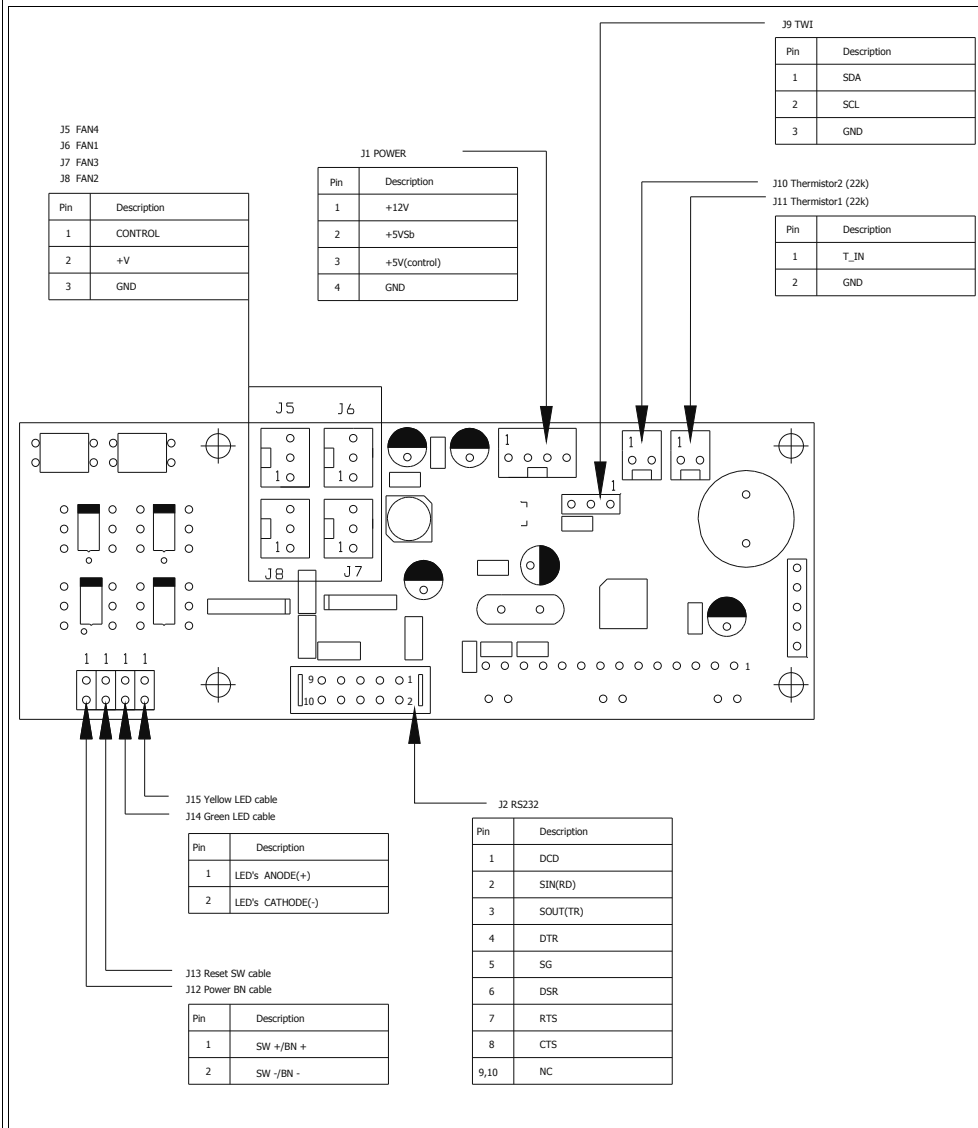 J9 TWI
Pin Description
1 SDA
2 SCL
3 GND
J5 FAN4
J6 FAN1
J7 FAN3
J8 FAN2
Pin Description
1 CONTROL
2 +V
3 GND
J1 POWER
Pin Description
1 +12V
2 +5VSb
3 +5V(control)
4 GND
J10 Thermistor2 (22k)
J11 Thermistor1 (22k)
Pin Description
1 T_IN
2 GND
J5 J6
1 1
1 1
J8 J7
1
1
1
1
1 1 1 1
9 1
10 2
1
J15 Yellow LED cable
J14 Green LED cable
Pin Description
1 LED's ANODE(+)
2 LED's CATHODE(-)
J13 Reset SW cable
J12 Power BN cable
Pin Description
1 SW +/BN +
2 SW -/BN -
J2 RS232
Pin Description
1 DCD
2 SIN(RD)
3 SOUT(TR)
4 DTR
5 SG
6 DSR
7 RTS
8 CTS
9,10 NC